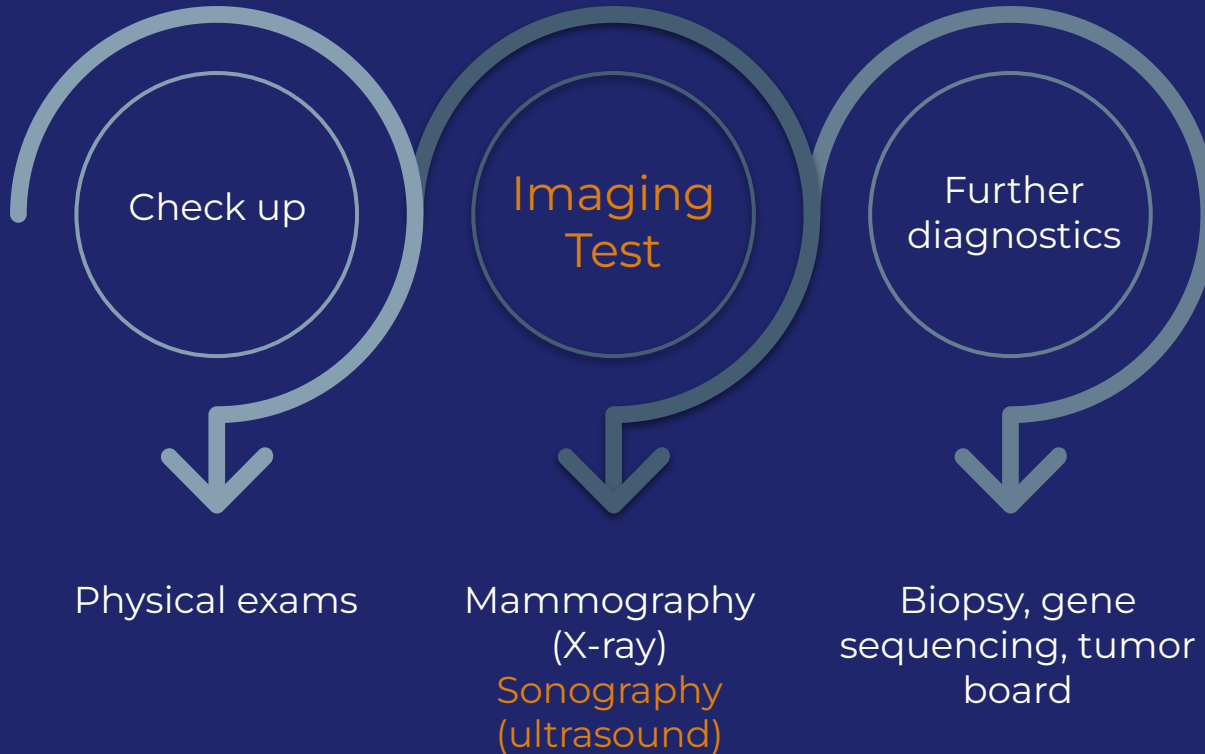 Check up
Imaging
Test
Further
diagnostics
Physical exams
Mammography
(X-ray)
Sonography
(ultrasound)
Biopsy, gene
sequencing, tumor
board